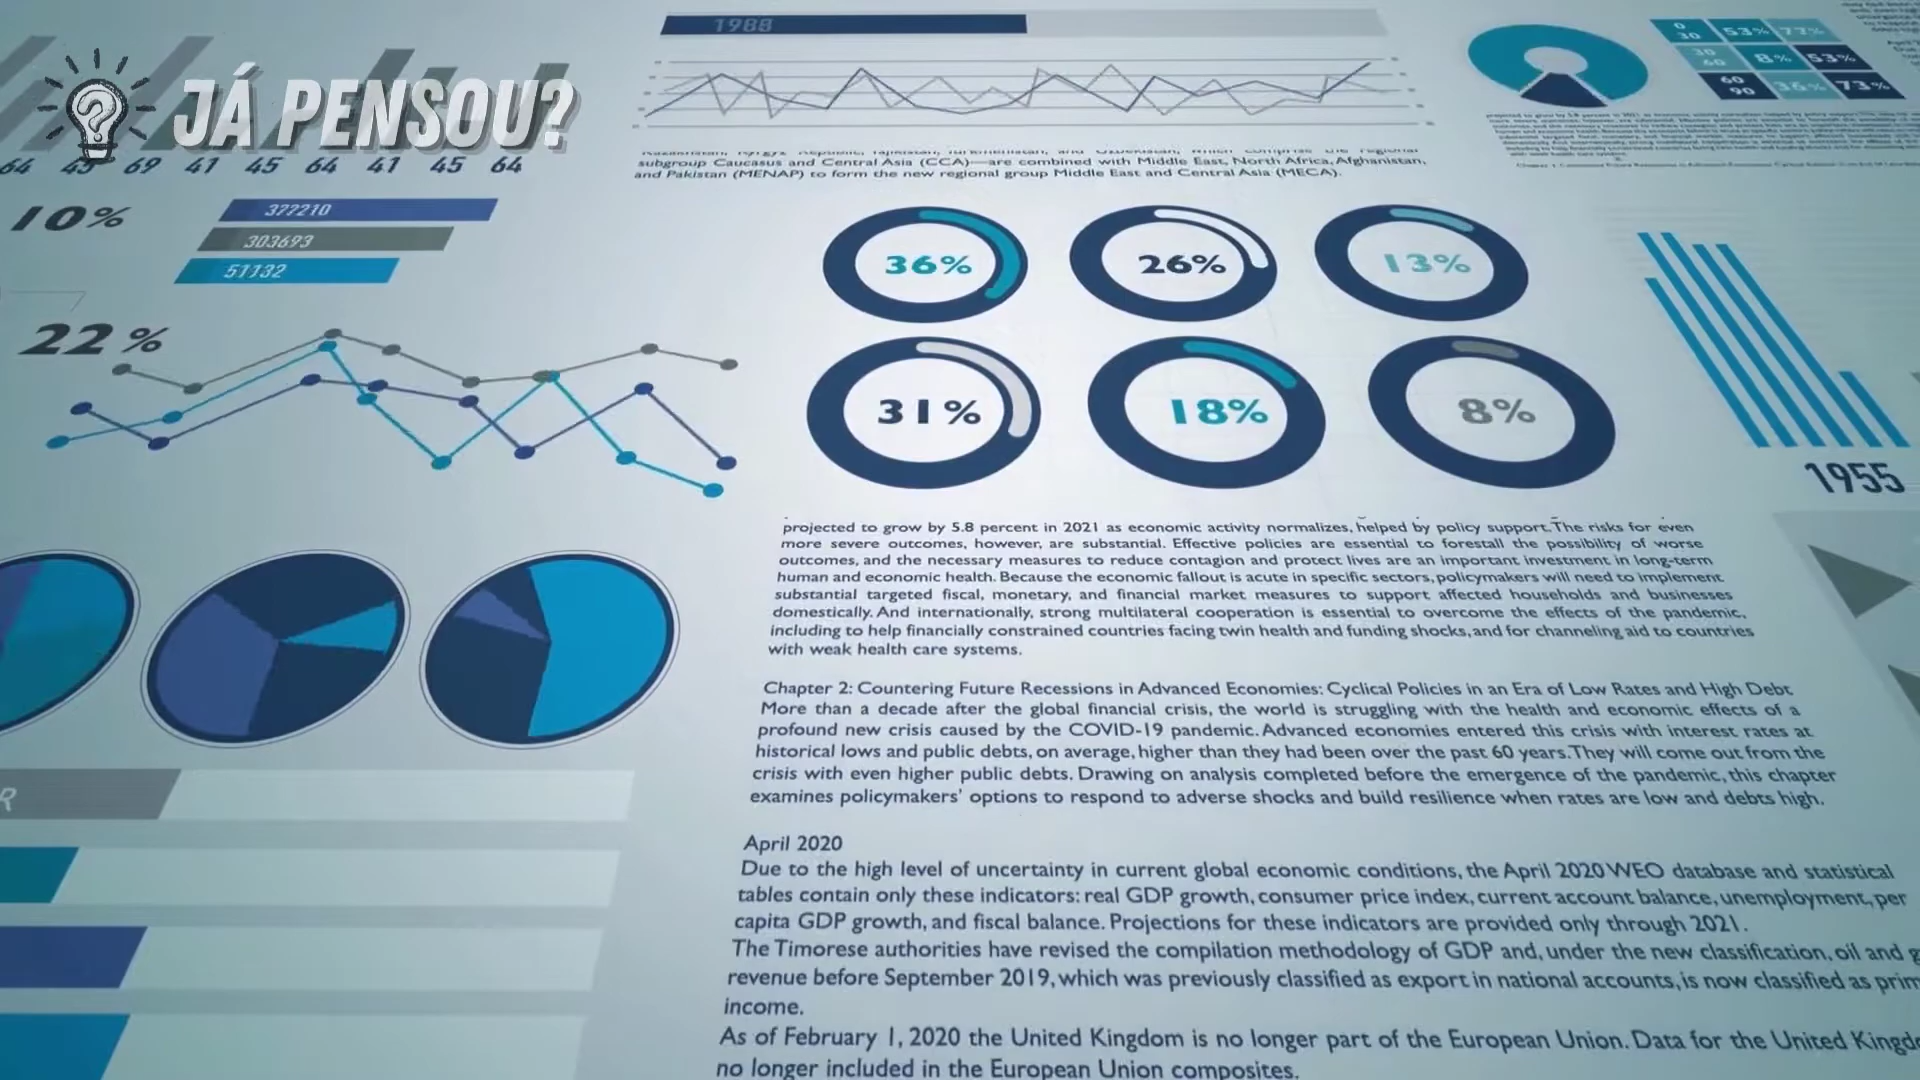 JÁ PENSOU?
64 45 69 41 45 64 41 45 64
10%
377210
303693
51132
22%
R
1988
subgroup Caucasus and Central Asia (CCA)—are combined with Middle East, North Africa, Afghanistan,
and Pakistan (MENAP) to form the new regional group Middle East and Central Asia (MECA).
36% 26% 13%
31% 18% 8%
0 30 53% 77%
30 60 8% 53%
60 90 36% 73%
1955
projected to grow by 5.8 percent in 2021 as economic activity normalizes, helped by policy support. The risks for even
more severe outcomes, however, are substantial. Effective policies are essential to forestall the possibility of worse
outcomes, and the necessary measures to reduce contagion and protect lives are an important investment in long-term
human and economic health. Because the economic fallout is acute in specific sectors, policymakers will need to implement
substantial targeted fiscal, monetary, and financial market measures to support affected households and businesses
domestically. And internationally, strong multilateral cooperation is essential to overcome the effects of the pandemic,
including to help financially constrained countries facing twin health and funding shocks, and for channeling aid to countries
with weak health care systems.
Chapter 2: Countering Future Recessions in Advanced Economies: Cyclical Policies in an Era of Low Rates and High Debt
More than a decade after the global financial crisis, the world is struggling with the health and economic effects of a
profound new crisis caused by the COVID-19 pandemic. Advanced economies entered this crisis with interest rates at
historical lows and public debts, on average, higher than they had been over the past 60 years. They will come out from the
crisis with even higher public debts. Drawing on analysis completed before the emergence of the pandemic, this chapter
examines policymakers' options to respond to adverse shocks and build resilience when rates are low and debts high.
April 2020
Due to the high level of uncertainty in current global economic conditions, the April 2020 WEO database and statistical
tables contain only these indicators: real GDP growth, consumer price index, current account balance, unemployment, per
capita GDP growth, and fiscal balance. Projections for these indicators are provided only through 2021.
The Timorese authorities have revised the compilation methodology of GDP and, under the new classification, oil and g
revenue before September 2019, which was previously classified as export in national accounts, is now classified as prim
income.
As of February 1, 2020 the United Kingdom is no longer part of the European Union. Data for the United Kingdo
no longer included in the European Union composites.